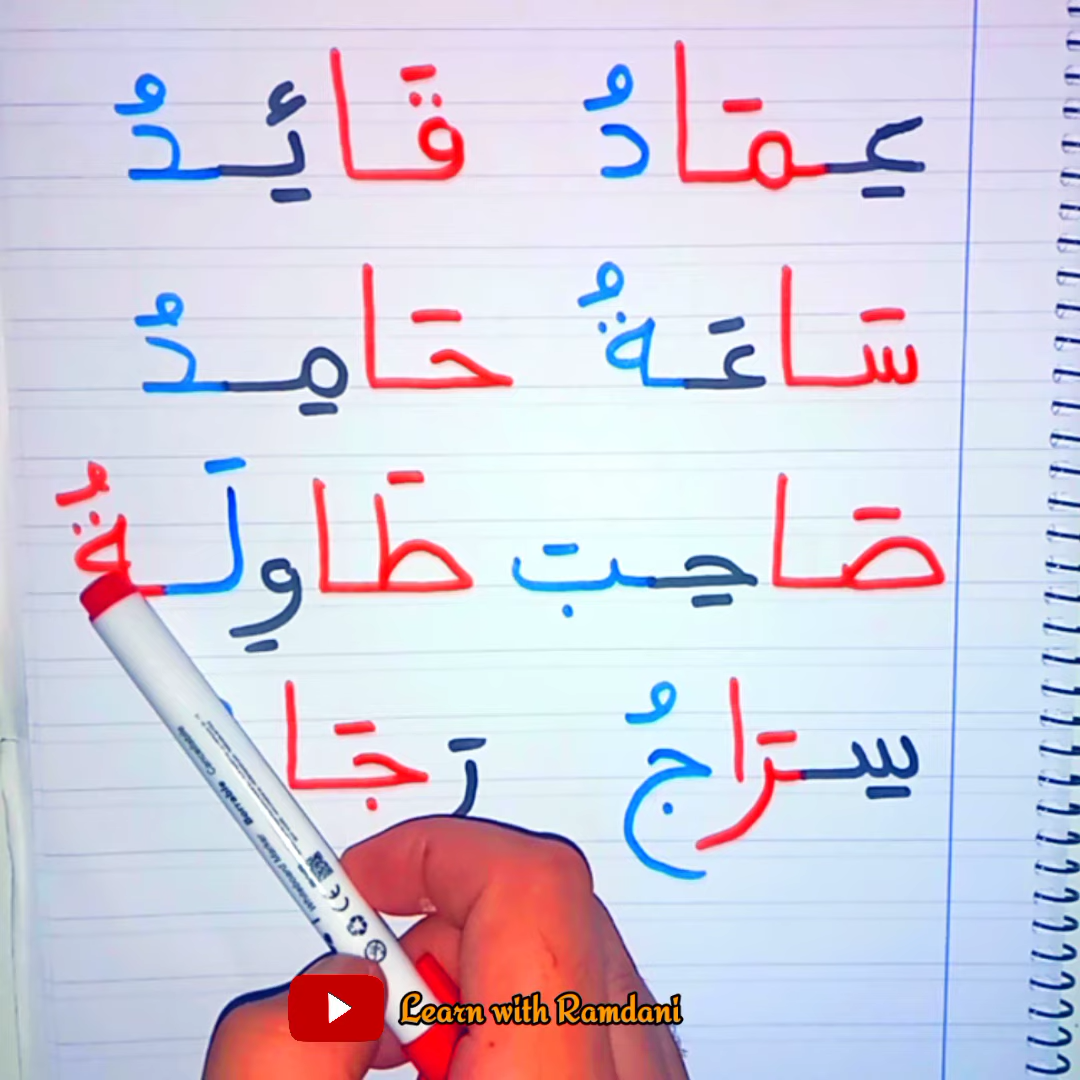 عِمَادُ قَائِدُ
سَاعَةُ حَامِدُ
صَاحِبَ طَاوِلَةُ
سِرَاجُ رَجَا
Learn with Ramdani